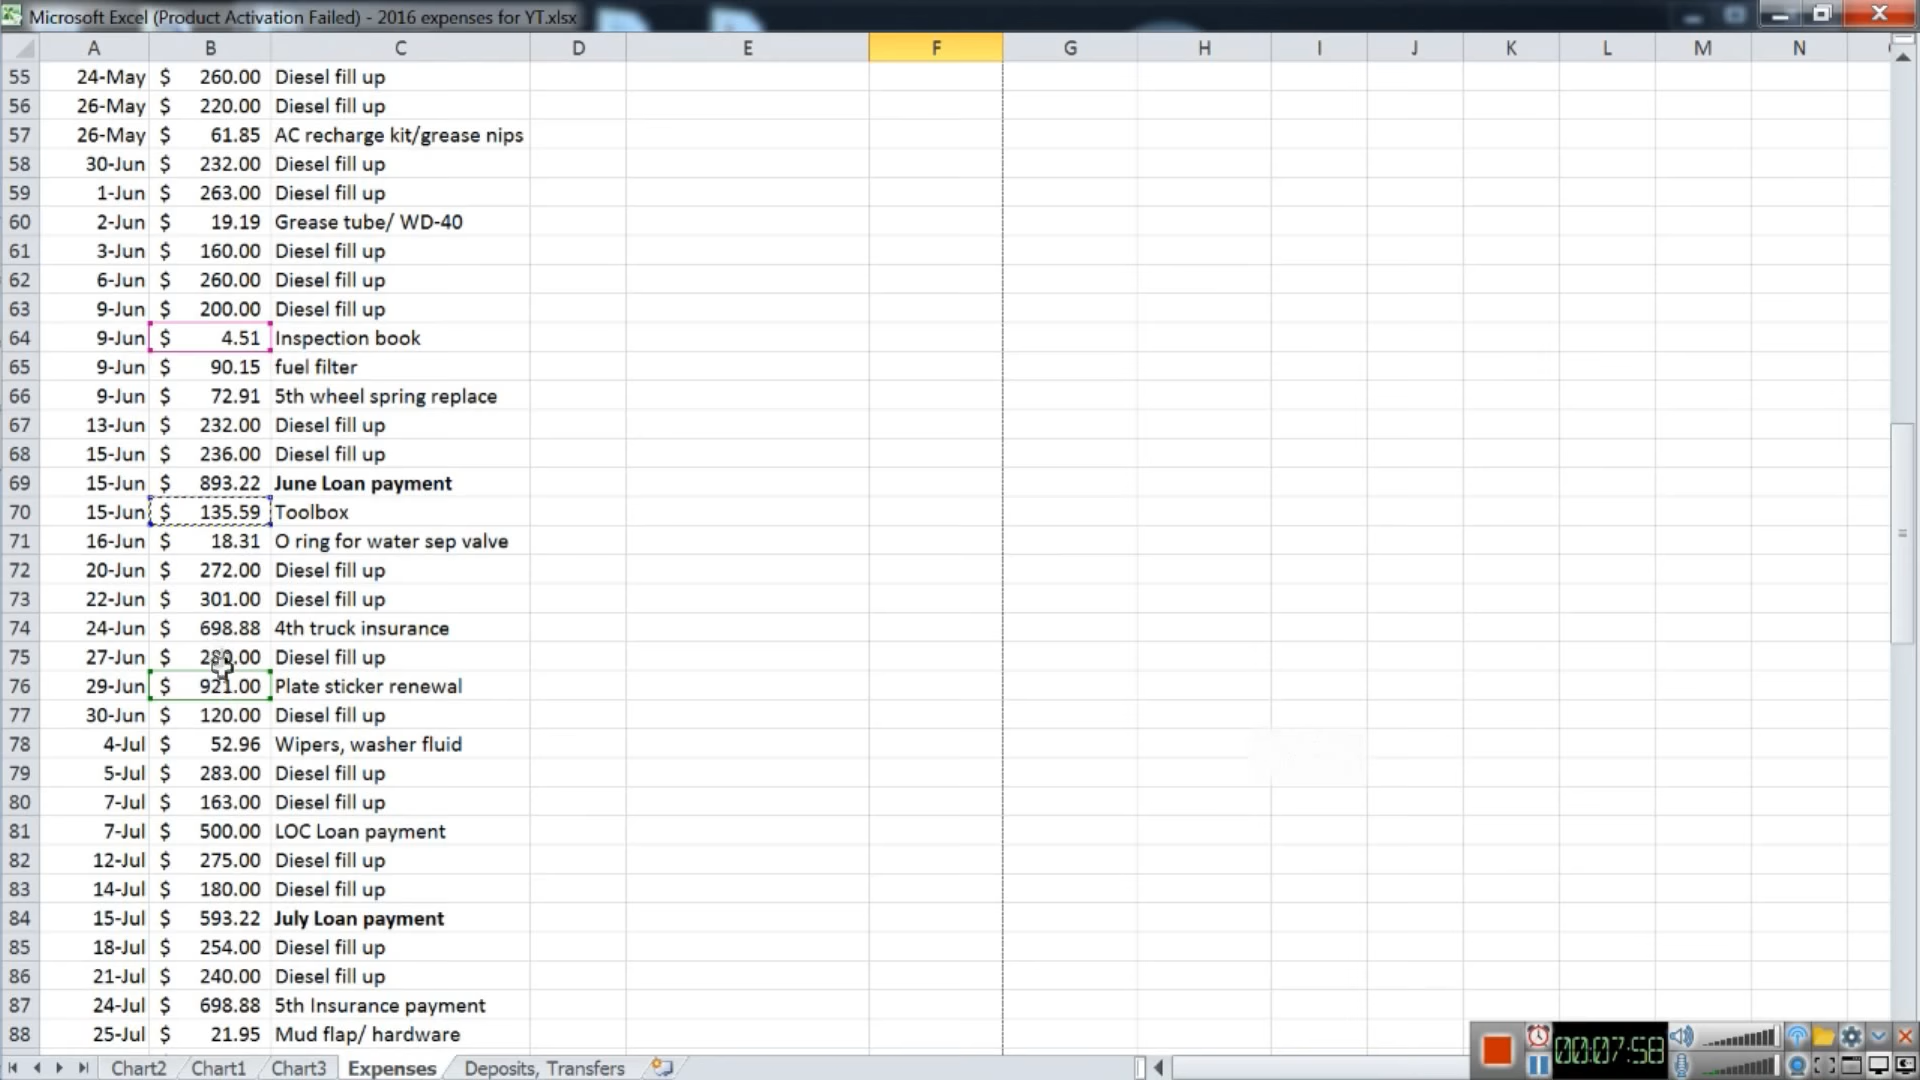 Microsoft Excel (Product Activation Failed) - 2016 expenses for YT.xlsx
A B C D E F G H I J K L M N
55 24-May $ 260.00 Diesel fill up
56 26-May $ 220.00 Diesel fill up
57 26-May $ 61.85 AC recharge kit/grease nips
58 30-Jun $ 232.00 Diesel fill up
59 1-Jun $ 263.00 Diesel fill up
60 2-Jun $ 19.19 Grease tube/ WD-40
61 3-Jun $ 160.00 Diesel fill up
62 6-Jun $ 260.00 Diesel fill up
63 9-Jun $ 200.00 Diesel fill up
64 9-Jun $ 4.51 Inspection book
65 9-Jun $ 90.15 fuel filter
66 9-Jun $ 72.91 5th wheel spring replace
67 13-Jun $ 232.00 Diesel fill up
68 15-Jun $ 236.00 Diesel fill up
69 15-Jun $ 893.22 June Loan payment
70 15-Jun $ 135.59 Toolbox
71 16-Jun $ 18.31 O ring for water sep valve
72 20-Jun $ 272.00 Diesel fill up
73 22-Jun $ 301.00 Diesel fill up
74 24-Jun $ 698.88 4th truck insurance
75 27-Jun $ Diesel fill up
76 29-Jun $ 921.00 Plate sticker renewal
77 30-Jun $ 120.00 Diesel fill up
78 4-Jul $ 52.96 Wipers, washer fluid
79 5-Jul $ 283.00 Diesel fill up
80 7-Jul $ 163.00 Diesel fill up
81 7-Jul $ 500.00 LOC Loan payment
82 12-Jul $ 275.00 Diesel fill up
83 14-Jul $ 180.00 Diesel fill up
84 15-Jul $ 593.22 July Loan payment
85 18-Jul $ 254.00 Diesel fill up
86 21-Jul $ 240.00 Diesel fill up
87 24-Jul $ 698.88 5th Insurance payment
88 25-Jul $ 21.95 Mud flap/ hardware
Chart2 Chart1 Chart3 Expenses Deposits, Transfers
00:07:58